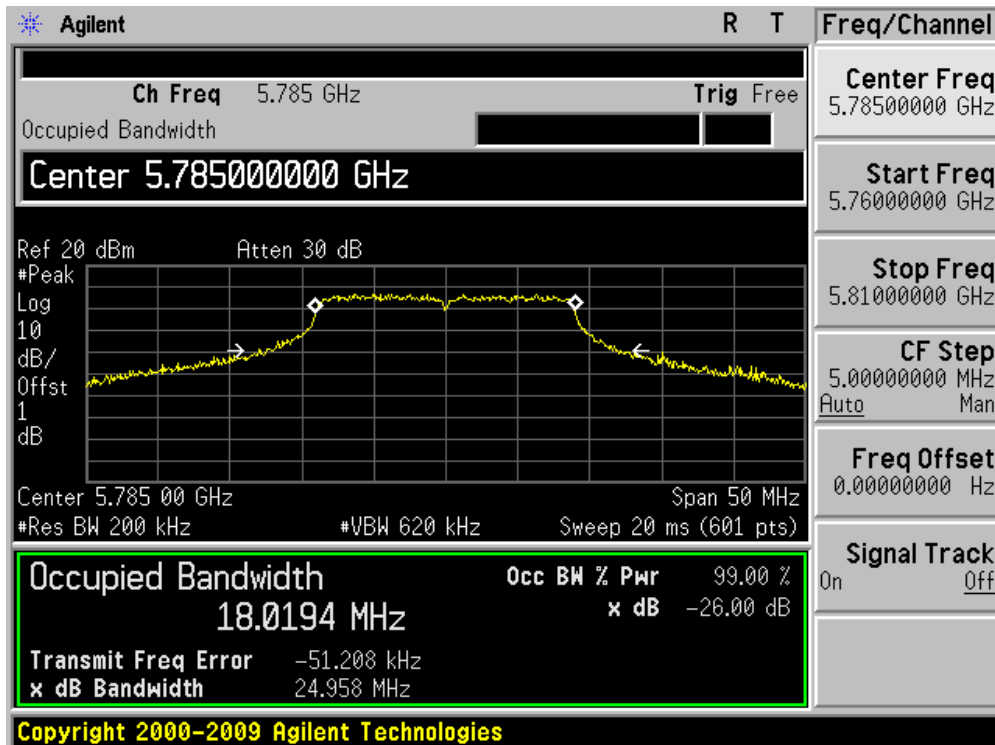 Agilent R T
Ch Freq 5.785 GHz Trig Free
Occupied Bandwidth
Center 5.785000000 GHz
Ref 20 dBm Atten 30 dB
#Peak
Log
10
dB/
Offst
1
dB
Center 5.785 00 GHz Span 50 MHz
#Res BW 200 kHz #VBW 620 kHz Sweep 20 ms (601 pts)
Occupied Bandwidth Occ BW % Pwr 99.00 %
18.0194 MHz x dB -26.00 dB
Transmit Freq Error -51.208 kHz
x dB Bandwidth 24.958 MHz
Copyright 2000-2009 Agilent Technologies
Freq/Channel
Center Freq
5.78500000 GHz
Start Freq
5.76000000 GHz
Stop Freq
5.81000000 GHz
CF Step
5.00000000 MHz
Auto Man
Freq Offset
0.00000000 Hz
Signal Track
On Off